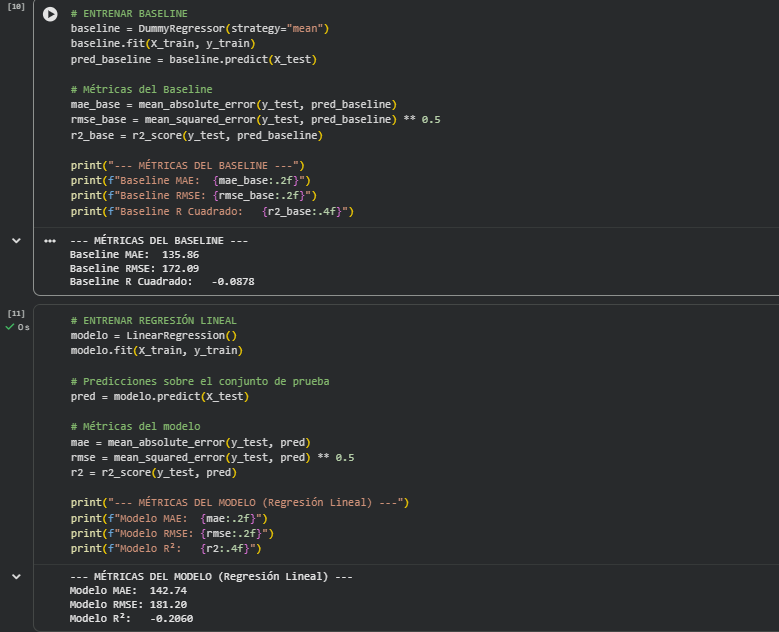 [10]
# ENTRENAR BASELINE
baseline = DummyRegressor(strategy="mean")
baseline.fit(X_train, y_train)
pred_baseline = baseline.predict(X_test)
# Métricas del Baseline
mae_base = mean_absolute_error(y_test, pred_baseline)
rmse_base = mean_squared_error(y_test, pred_baseline) ** 0.5
r2_base = r2_score(y_test, pred_baseline)
print("--- MÉTRICAS DEL BASELINE ---")
print(f"Baseline MAE:  {mae_base:.2f}")
print(f"Baseline RMSE: {rmse_base:.2f}")
print(f"Baseline R Cuadrado:   {r2_base:.4f}")
--- MÉTRICAS DEL BASELINE ---
Baseline MAE:  135.86
Baseline RMSE: 172.09
Baseline R Cuadrado:   -0.0878
[11]
0 s
# ENTRENAR REGRESIÓN LINEAL
modelo = LinearRegression()
modelo.fit(X_train, y_train)
# Predicciones sobre el conjunto de prueba
pred = modelo.predict(X_test)
# Métricas del modelo
mae = mean_absolute_error(y_test, pred)
rmse = mean_squared_error(y_test, pred) ** 0.5
r2 = r2_score(y_test, pred)
print("--- MÉTRICAS DEL MODELO (Regresión Lineal) ---")
print(f"Modelo MAE:  {mae:.2f}")
print(f"Modelo RMSE: {rmse:.2f}")
print(f"Modelo R²:   {r2:.4f}")
--- MÉTRICAS DEL MODELO (Regresión Lineal) ---
Modelo MAE:  142.74
Modelo RMSE: 181.20
Modelo R²:   -0.2060